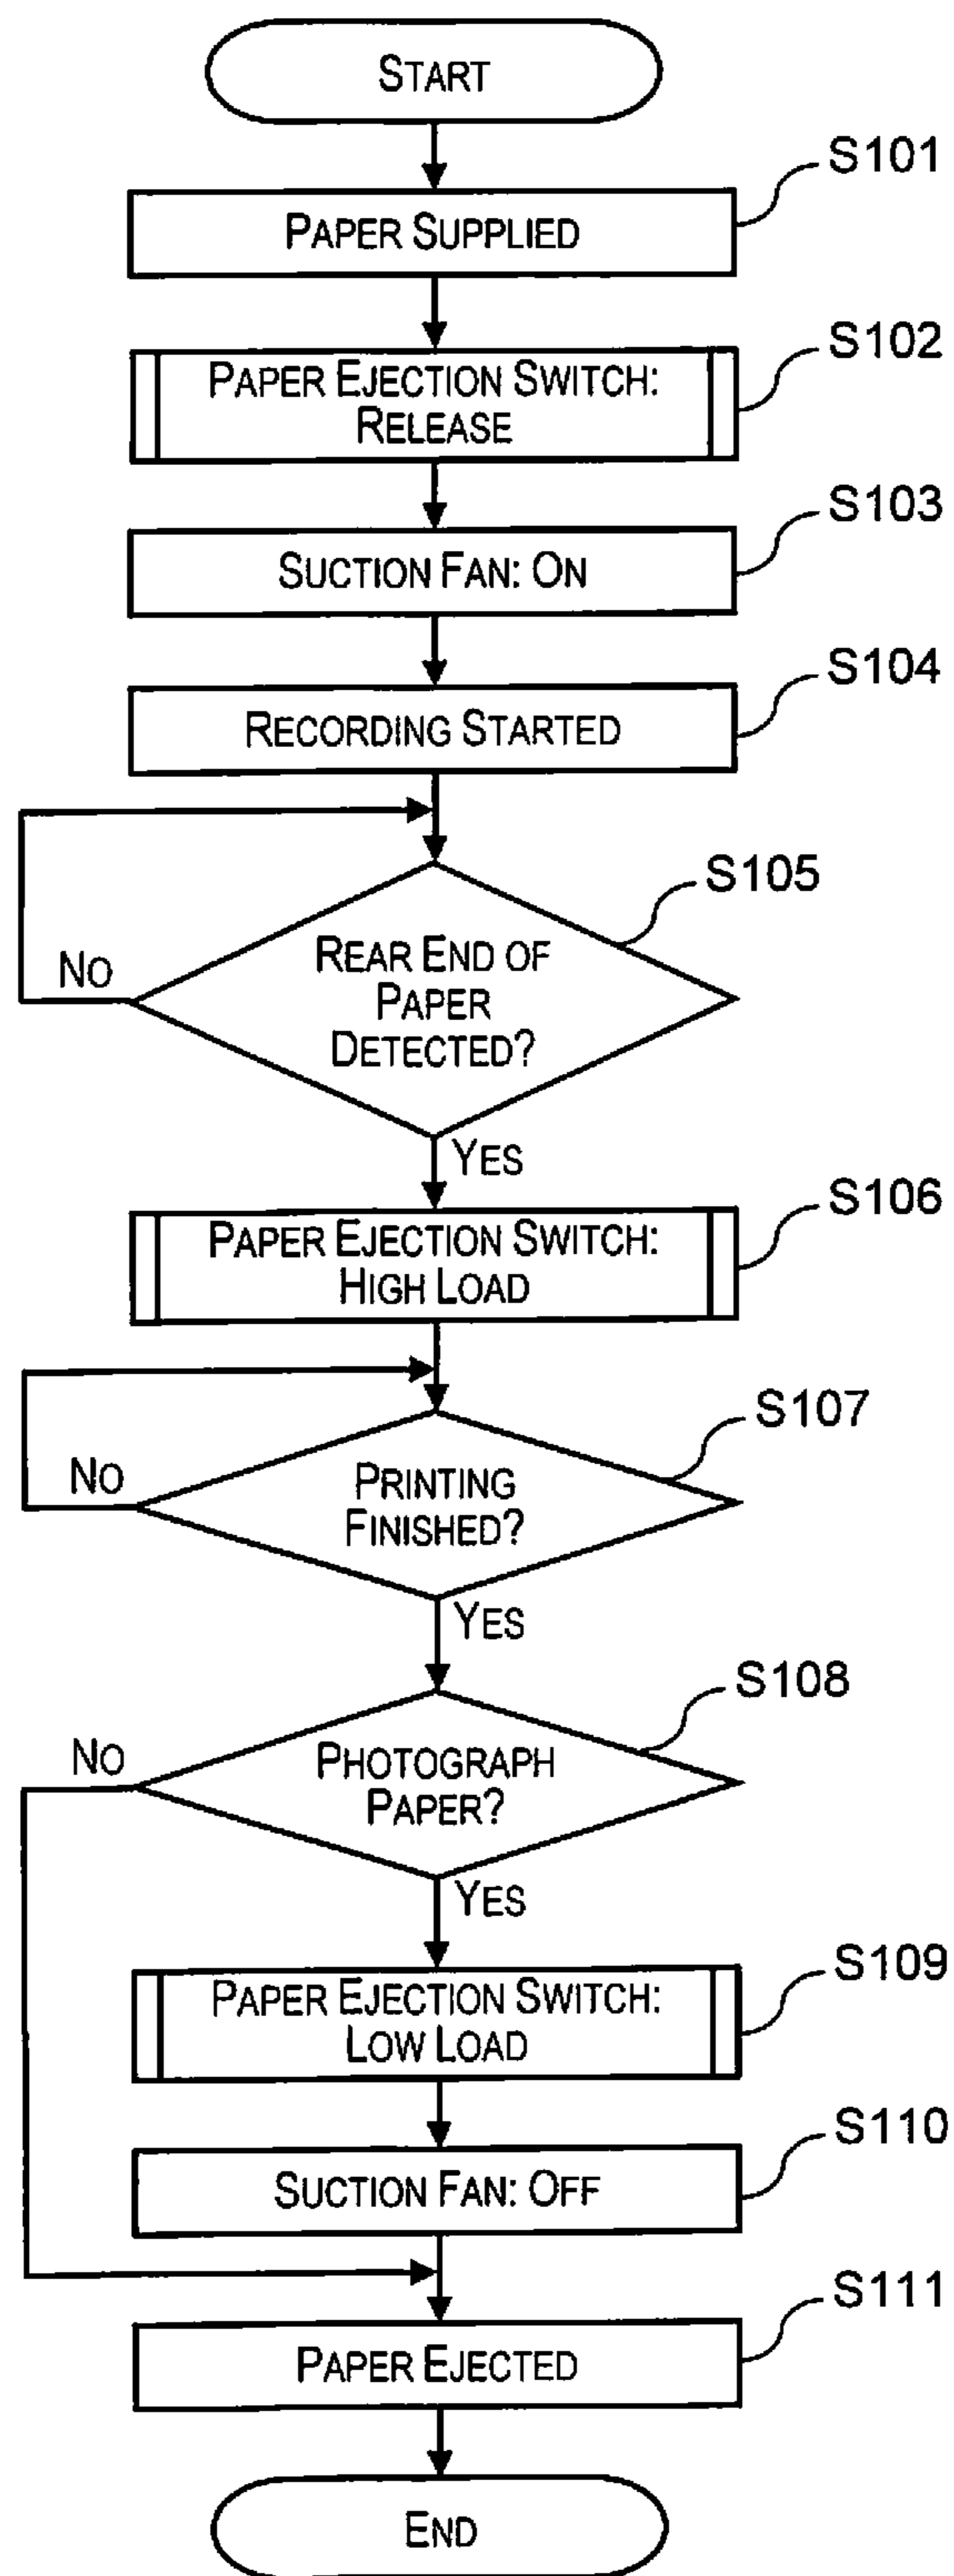 START
S101
PAPER SUPPLIED
S102
PAPER EJECTION SWITCH:
RELEASE
S103
SUCTION FAN: ON
S104
RECORDING STARTED
S105
REAR END OF
PAPER
DETECTED?
NO
YES
S106
PAPER EJECTION SWITCH:
HIGH LOAD
S107
PRINTING
FINISHED?
NO
YES
S108
PHOTOGRAPH
PAPER?
NO
YES
S109
PAPER EJECTION SWITCH:
LOW LOAD
S110
SUCTION FAN: OFF
S111
PAPER EJECTED
END